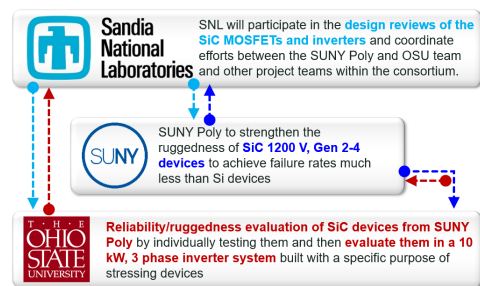 Sandia
National
Laboratories
SNL will participate in the design reviews of the
SiC MOSFETs and inverters and coordinate
efforts between the SUNY Poly and OSU team
and other project teams within the consortium.
SUNY
SUNY Poly to strengthen the
ruggedness of SiC 1200 V, Gen 2-4
devices to achieve failure rates much
less than Si devices
T · H · E
OHIO
STATE
UNIVERSITY
Reliability/ruggedness evaluation of SiC devices from SUNY
Poly by individually testing them and then evaluate them in a 10
kW, 3 phase inverter system built with a specific purpose of
stressing devices